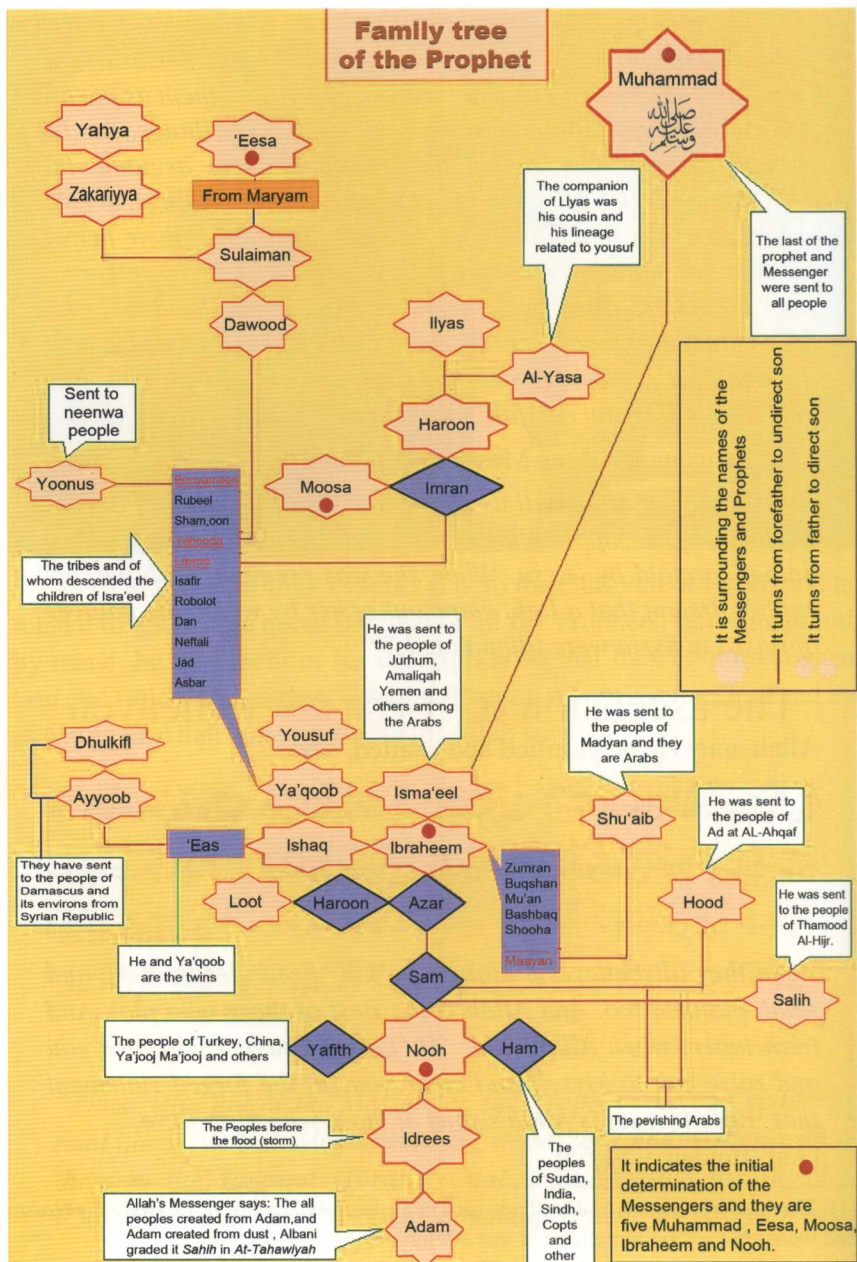 Family tree
of the Prophet
Muhammad
صلى الله
عليه
وسلم
Yahya
'Eesa
Zakariyya
From Maryam
The companion
of Llyas was
his cousin and
his lineage
related to yousuf
The last of the
prophet and
Messenger
were sent to
all people
Sulaiman
Dawood
Ilyas
Al-Yasa
Sent to
neenwa
people
Haroon
Yoonus
Moosa
Imran
Benyameen
Rubeel
Sham,oon
Yahooda
Isafir
Robolot
Dan
Neftali
Jad
Asbar
The tribes and of
whom descended the
children of Isra'eel
It is surrounding the names of the
Messengers and Prophets
It turns from forefather to undirect son
It turns from father to direct son
He was sent to
the people of
Jurhum,
Amaliqah
Yemen and
others among
the Arabs
He was sent to
the people of
Madyan and they
are Arabs
Dhulkifl
Yousuf
Ayyoob
Ya'qoob
Isma'eel
Shu'aib
He was sent
to the
people of
Ad at AL-Ahqaf
'Eas
Ishaq
Ibraheem
They have sent
to the people of
Damascus and
its environs from
Syrian Republic
Zumran
Buqshan
Mu'an
Bashbaq
Shooha
Maayan
Loot
Haroon
Azar
Hood
He was sent
to the people
of Thamood
Al-Hijr.
He and Ya'qoob
are the twins
Sam
Salih
The people of Turkey, China,
Ya'jooj Ma'jooj and others
Yafith
Nooh
Ham
The pevishing Arabs
The Peoples before
the flood (storm)
Idrees
The
peoples
of Sudan,
India,
Sindh,
Copts
and
other
Allah's Messenger says: The all
peoples created from Adam,and
Adam created from dust , Albani
graded it Sahih in At-Tahawiyah
Adam
It indicates the initial
determination of the
Messengers and they are
five Muhammad , Eesa, Moosa,
Ibraheem and Nooh.